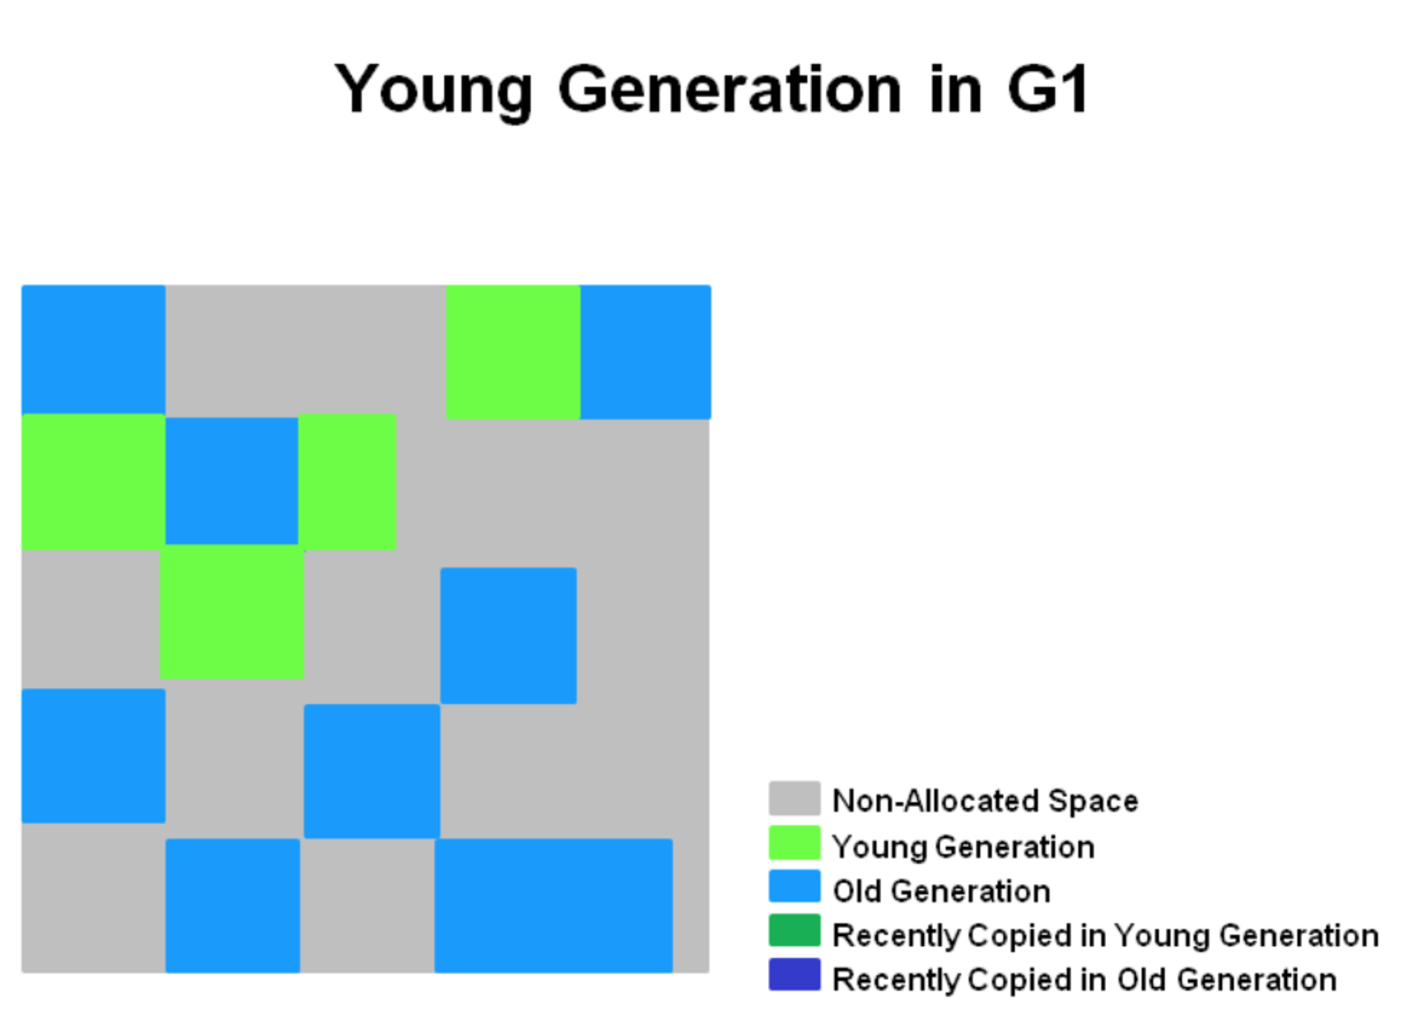 Young Generation in G1
Non-Allocated Space
Young Generation
Old Generation
Recently Copied in Young Generation
Recently Copied in Old Generation